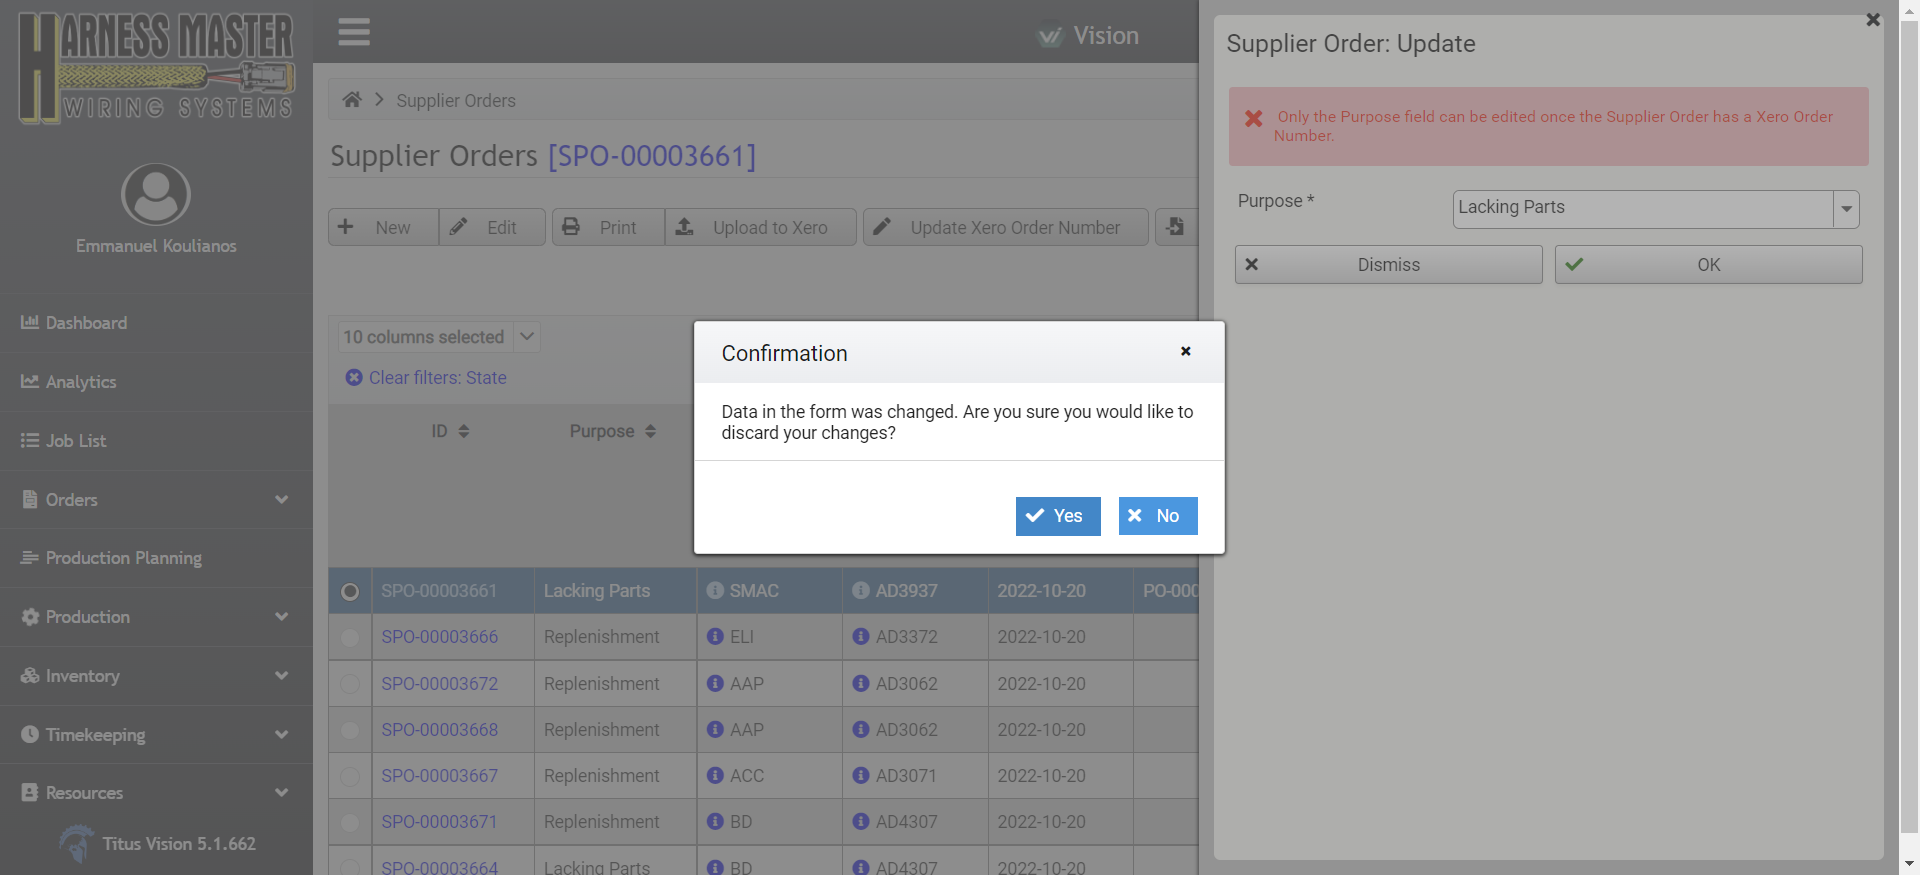 HARNESS MASTER
WIRING SYSTEMS
Emmanuel Koulianos
Dashboard
Analytics
Job List
Orders
Production Planning
Production
Inventory
Timekeeping
Resources
Titus Vision 5.1.662
Vision
Supplier Orders
Supplier Orders [SPO-00003661]
New Edit Print Upload to Xero Update Xero Order Number
10 columns selected
Clear filters: State
ID Purpose
SPO-00003661 Lacking Parts SMAC AD3937 2022-10-20 PO-000
SPO-00003666 Replenishment ELI AD3372 2022-10-20
SPO-00003672 Replenishment AAP AD3062 2022-10-20
SPO-00003668 Replenishment AAP AD3062 2022-10-20
SPO-00003667 Replenishment ACC AD3071 2022-10-20
SPO-00003671 Replenishment BD AD4307 2022-10-20
SPO-00003664 Lacking Parts BD AD4307 2022-10-20
Confirmation
Data in the form was changed. Are you sure you would like to
discard your changes?
Yes No
Supplier Order: Update
Only the Purpose field can be edited once the Supplier Order has a Xero Order
Number.
Purpose * Lacking Parts
Dismiss OK